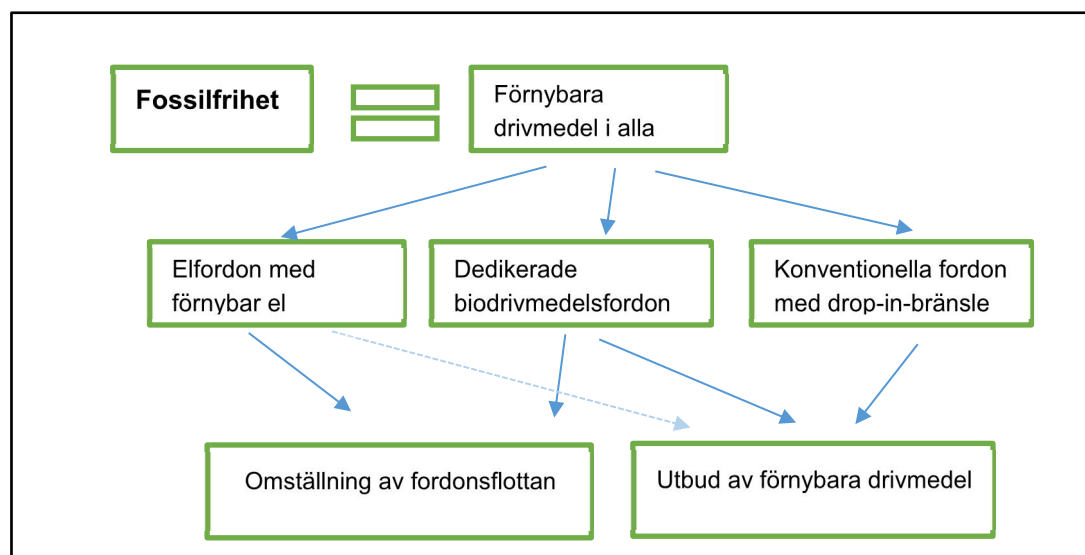 Fossilfrihet
Förnybara
drivmedel i alla
Elfordon med
förnybar el
Dedikerade
biodrivmedelsfordon
Konventionella fordon
med drop-in-bränsle
Omställning av fordonsflottan
Utbud av förnybara drivmedel